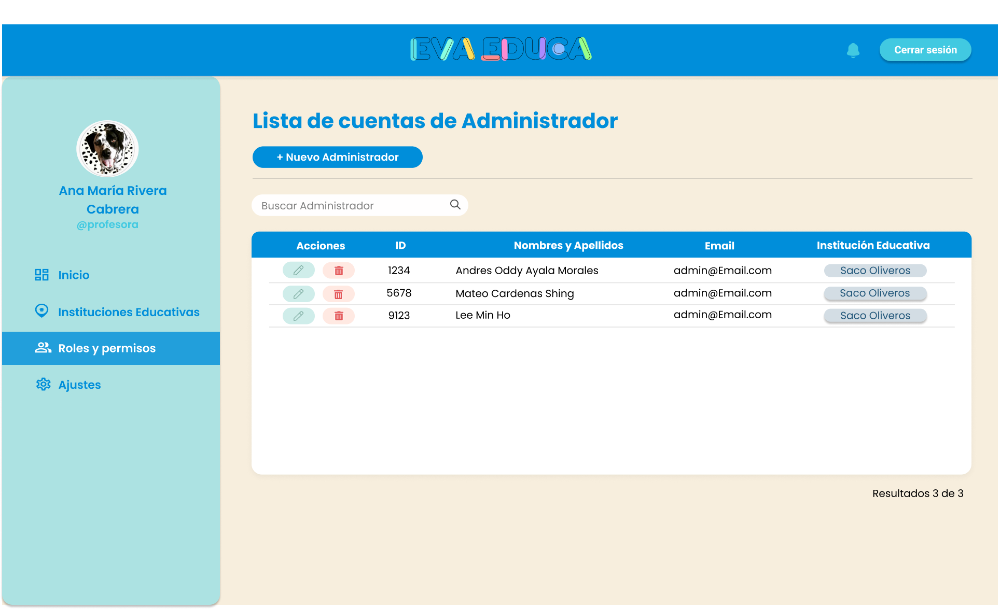 EVA EDUCA
Cerrar sesión
Ana María Rivera
Cabrera
@profesora
Inicio
Instituciones Educativas
Roles y permisos
Ajustes
Lista de cuentas de Administrador
+ Nuevo Administrador
Buscar Administrador
Acciones ID Nombres y Apellidos Email Institución Educativa
1234 Andres Oddy Ayala Morales admin@Email.com Saco Oliveros
5678 Mateo Cardenas Shing admin@Email.com Saco Oliveros
9123 Lee Min Ho admin@Email.com Saco Oliveros
Resultados 3 de 3